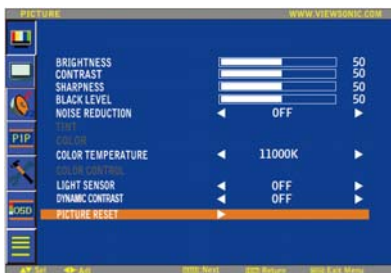 PICTURE WWW.VIEWSONIC.COM
BRIGHTNESS 50
CONTRAST 50
SHARPNESS 50
BLACK LEVEL 50
NOISE REDUCTION OFF
TINT
COLOR
COLOR TEMPERATURE 11000K
COLOR CONTROL
LIGHT SENSOR OFF
DYNAMIC CONTRAST OFF
PICTURE RESET
PIP
OSD
Sel Adj Next Return Exit Menu